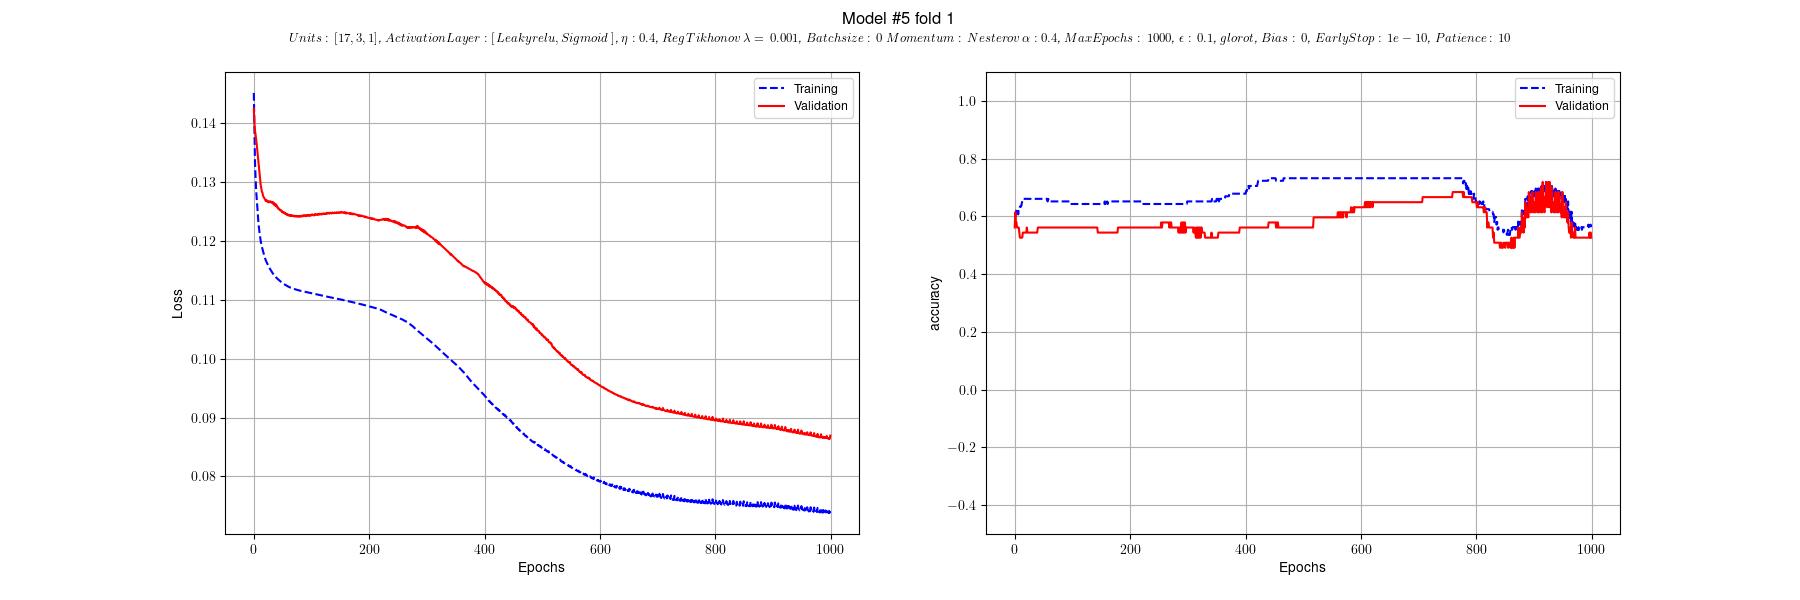 Model #5 fold 1
Units : [17, 3, 1], ActivationLayer : [Leakyrelu, Sigmoid], η : 0.4, RegTikhonov λ = 0.001, Batchsize : 0 Momentum : Nesterov α : 0.4, MaxEpochs : 1000, ϵ : 0.1, glorot, Bias : 0, EarlyStop : 1e − 10, Patience : 10
Training
Validation
0.14
0.13
0.12
0.11
0.10
0.09
0.08
Loss
0 200 400 600 800 1000
Epochs
Training
Validation
1.0
0.8
0.6
0.4
0.2
0.0
−0.2
−0.4
accuracy
0 200 400 600 800 1000
Epochs